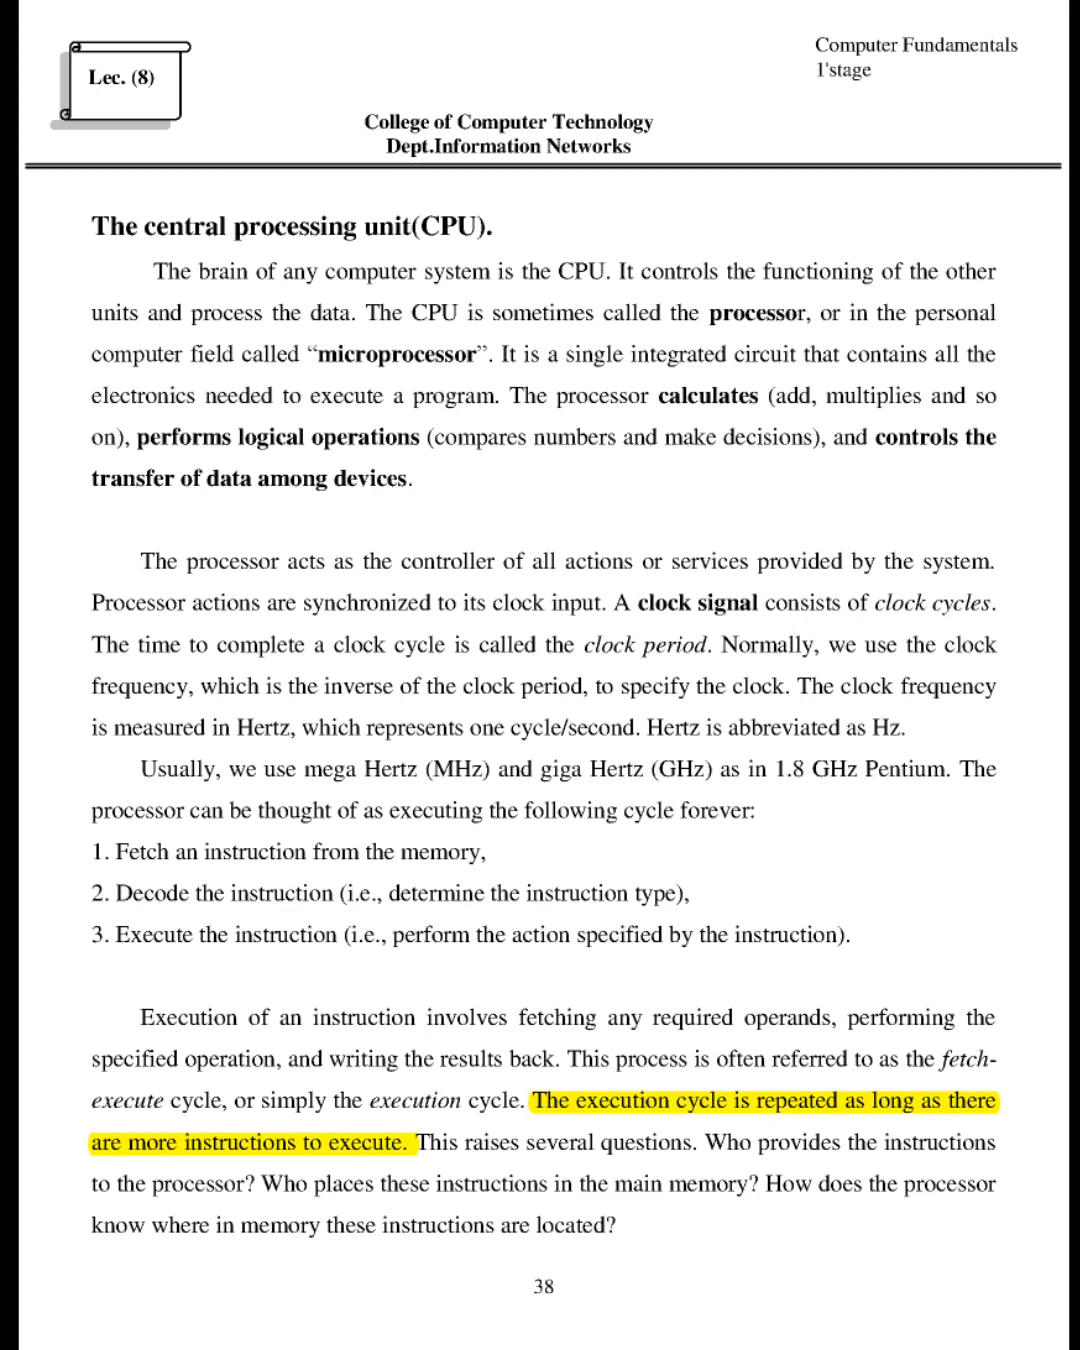 Lec. (8)
Computer Fundamentals
1'stage
College of Computer Technology
Dept.Information Networks
The central processing unit(CPU).
The brain of any computer system is the CPU. It controls the functioning of the other
units and process the data. The CPU is sometimes called the processor, or in the personal
computer field called “microprocessor”. It is a single integrated circuit that contains all the
electronics needed to execute a program. The processor calculates (add, multiplies and so
on), performs logical operations (compares numbers and make decisions), and controls the
transfer of data among devices.
The processor acts as the controller of all actions or services provided by the system.
Processor actions are synchronized to its clock input. A clock signal consists of clock cycles.
The time to complete a clock cycle is called the clock period. Normally, we use the clock
frequency, which is the inverse of the clock period, to specify the clock. The clock frequency
is measured in Hertz, which represents one cycle/second. Hertz is abbreviated as Hz.
Usually, we use mega Hertz (MHz) and giga Hertz (GHz) as in 1.8 GHz Pentium. The
processor can be thought of as executing the following cycle forever:
1. Fetch an instruction from the memory,
2. Decode the instruction (i.e., determine the instruction type),
3. Execute the instruction (i.e., perform the action specified by the instruction).
Execution of an instruction involves fetching any required operands, performing the
specified operation, and writing the results back. This process is often referred to as the fetch-
execute cycle, or simply the execution cycle. The execution cycle is repeated as long as there
are more instructions to execute. This raises several questions. Who provides the instructions
to the processor? Who places these instructions in the main memory? How does the processor
know where in memory these instructions are located?
38